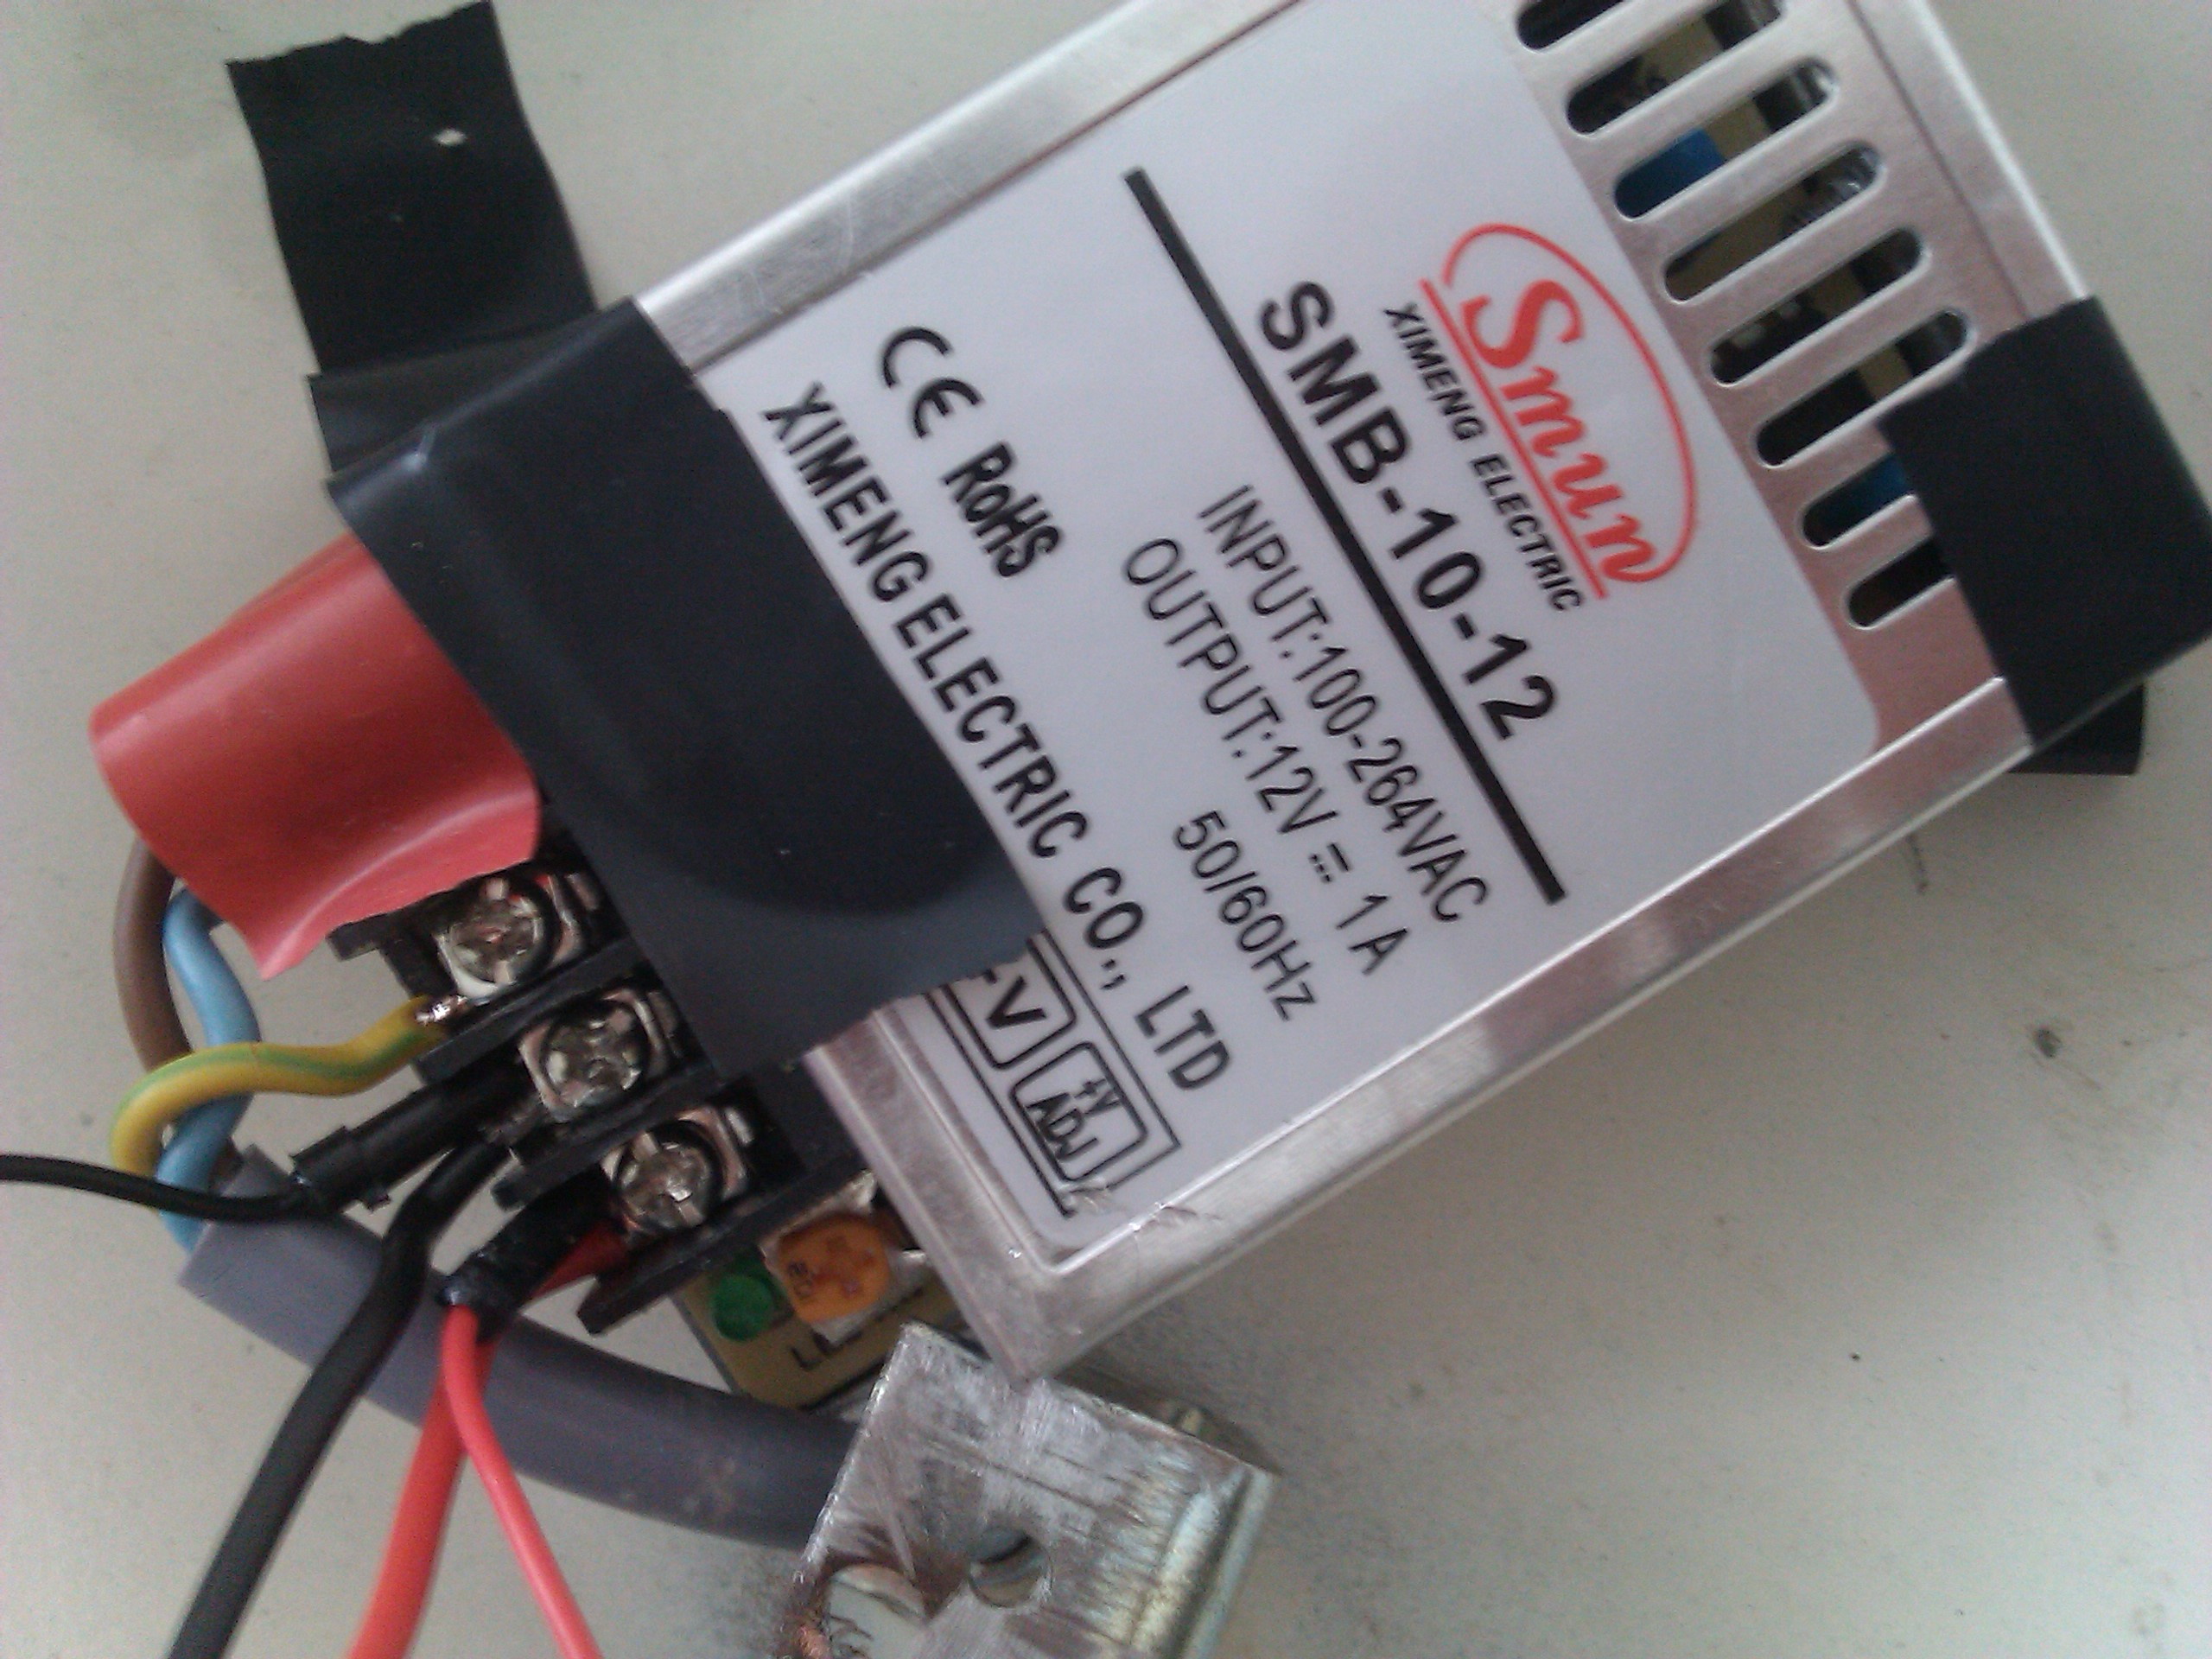 Smun
XIMENG ELECTRIC
SMB-10-12
INPUT:100-264VAC
50/60Hz
OUTPUT:12V⎓1A
CE RoHS
XIMENG ELECTRIC CO., LTD
-V
+V
ADJ